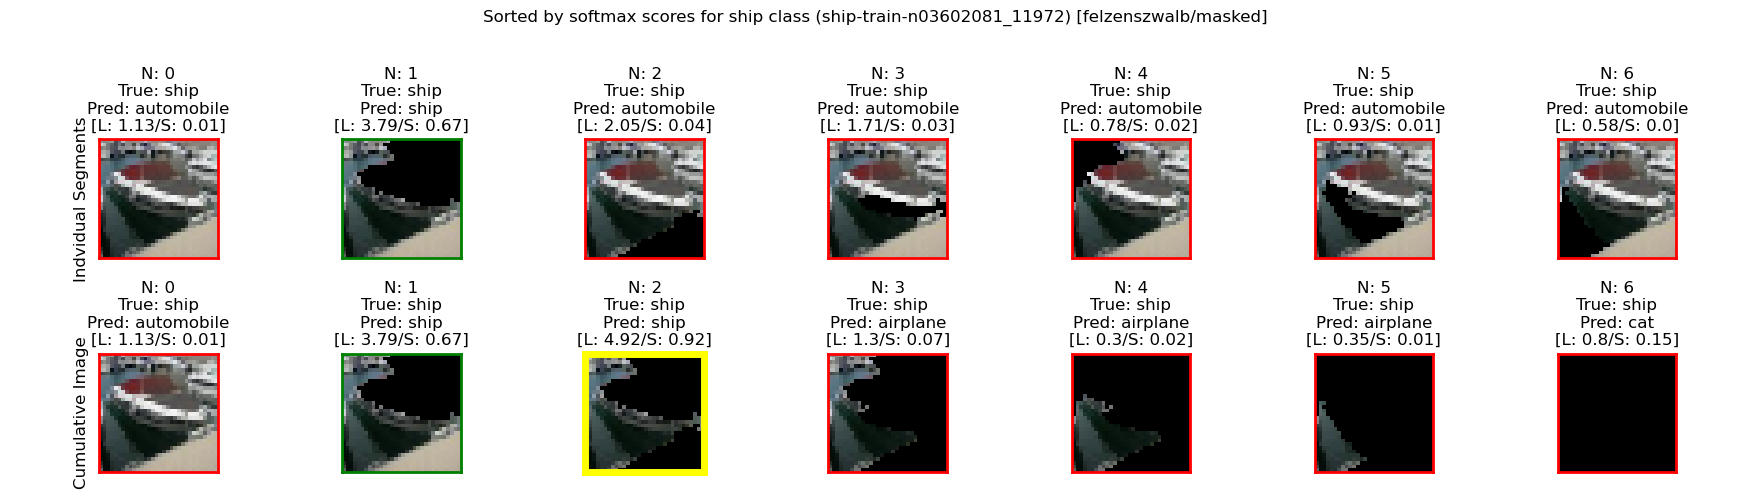 Sorted by softmax scores for ship class (ship-train-n03602081_11972) [felzenszwalb/masked]
Indvidual Segments
N: 0
True: ship
Pred: automobile
[L: 1.13/S: 0.01]
N: 1
True: ship
Pred: ship
[L: 3.79/S: 0.67]
N: 2
True: ship
Pred: automobile
[L: 2.05/S: 0.04]
N: 3
True: ship
Pred: automobile
[L: 1.71/S: 0.03]
N: 4
True: ship
Pred: automobile
[L: 0.78/S: 0.02]
N: 5
True: ship
Pred: automobile
[L: 0.93/S: 0.01]
N: 6
True: ship
Pred: automobile
[L: 0.58/S: 0.0]
Cumulative Image
N: 0
True: ship
Pred: automobile
[L: 1.13/S: 0.01]
N: 1
True: ship
Pred: ship
[L: 3.79/S: 0.67]
N: 2
True: ship
Pred: ship
[L: 4.92/S: 0.92]
N: 3
True: ship
Pred: airplane
[L: 1.3/S: 0.07]
N: 4
True: ship
Pred: airplane
[L: 0.3/S: 0.02]
N: 5
True: ship
Pred: airplane
[L: 0.35/S: 0.01]
N: 6
True: ship
Pred: cat
[L: 0.8/S: 0.15]